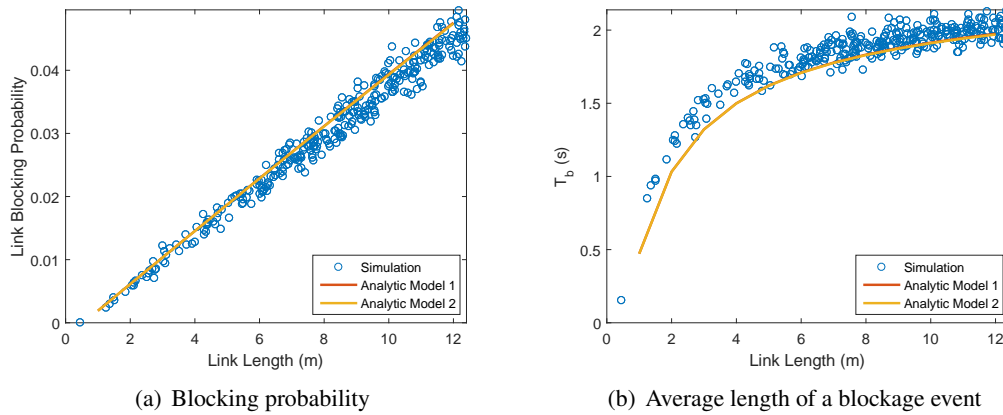 Link Blocking Probability
0.04
0.03
0.02
0.01
0
0 2 4 6 8 10 12
Link Length (m)
Simulation
Analytic Model 1
Analytic Model 2
(a) Blocking probability
T_b (s)
2
1.5
1
0.5
0
0 2 4 6 8 10 12
Link Length (m)
Simulation
Analytic Model 1
Analytic Model 2
(b) Average length of a blockage event